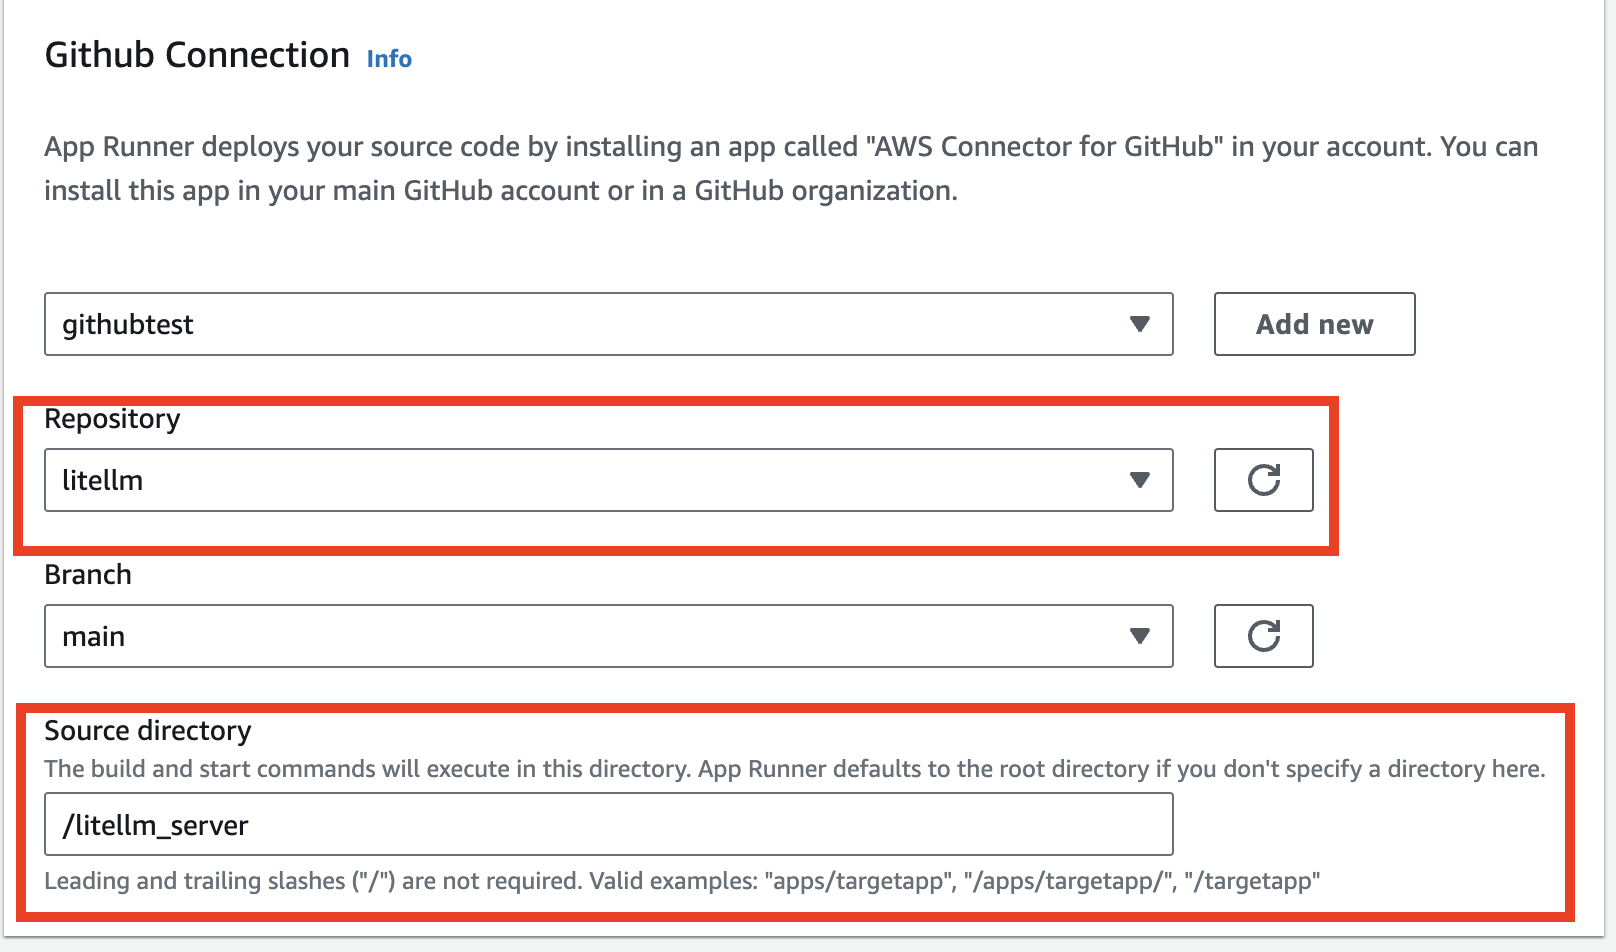 Github Connection Info
App Runner deploys your source code by installing an app called "AWS Connector for GitHub" in your account. You can
install this app in your main GitHub account or in a GitHub organization.
githubtest
Add new
Repository
litellm
Branch
main
Source directory
The build and start commands will execute in this directory. App Runner defaults to the root directory if you don't specify a directory here.
/litellm_server
Leading and trailing slashes ("/") are not required. Valid examples: "apps/targetapp", "/apps/targetapp/", "/targetapp"